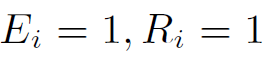 E_i = 1, R_i = 1